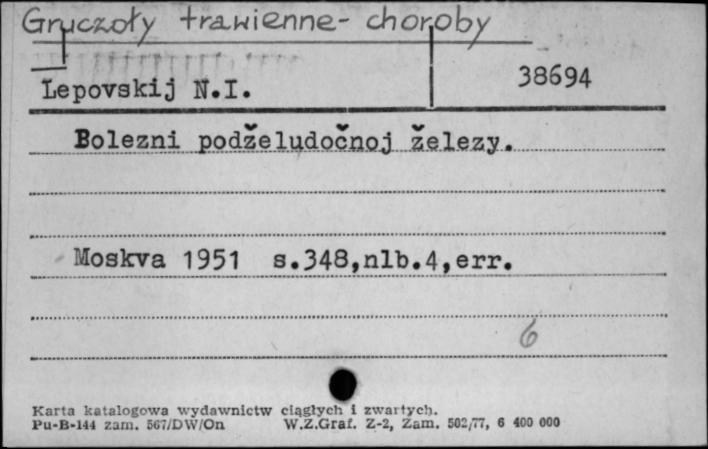 Gruczoły trawienne - choroby
Lepovskij N.I. 38694
Bolezni podželudočnoj železy.
Moskva 1951 s.348,nlb.4,err.
6
Karta katalogowa wydawnictw ciągłych i zwartych.
Pu-B-144 zam. 567/DW/On W.Z.Graf. Z-2, Zam. 502/77, 6 400 000